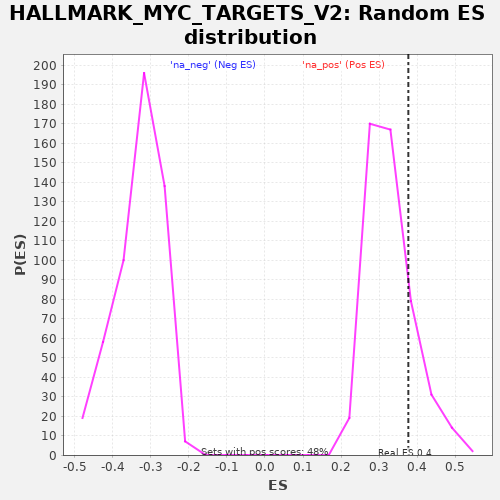 HALLMARK_MYC_TARGETS_V2: Random ES
distribution
'na_neg' (Neg ES) 'na_pos' (Pos ES)
200
190
180
170
160
150
140
130
120
110
100
90
80
70
60
50
40
30
20
10
0
P(ES)
Sets with pos scores: 48%
Real ES 0.4
-0.5 -0.4 -0.3 -0.2 -0.1 0.0 0.1 0.2 0.3 0.4 0.5
ES